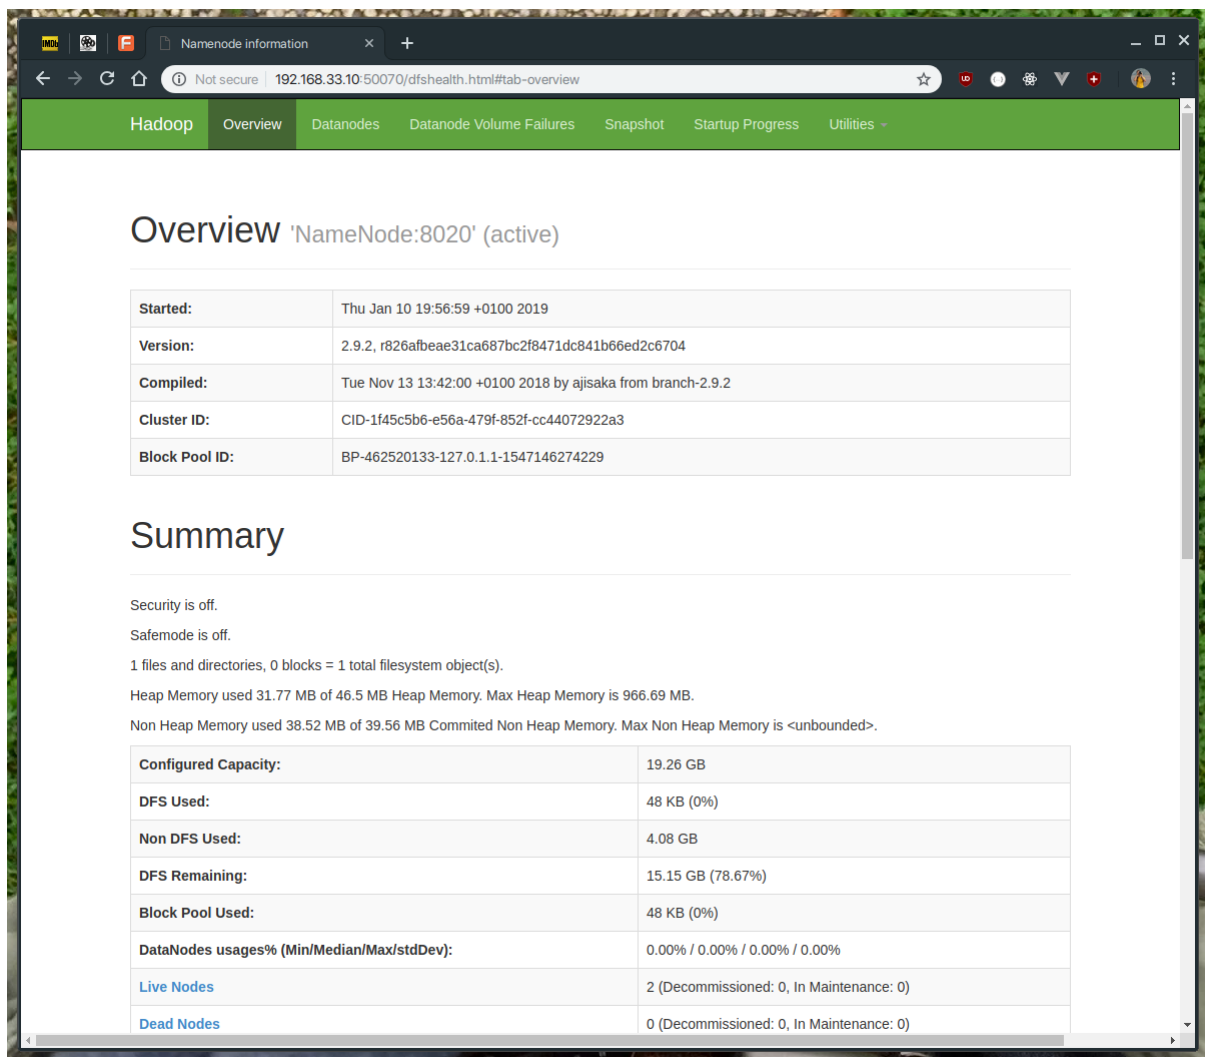 IMDb F Namenode information
Not secure 192.168.33.10:50070/dfshealth.html#tab-overview
Hadoop Overview Datanodes Datanode Volume Failures Snapshot Startup Progress Utilities
Overview 'NameNode:8020' (active)
Started: Thu Jan 10 19:56:59 +0100 2019
Version: 2.9.2, r826afbeae31ca687bc2f8471dc841b66ed2c6704
Compiled: Tue Nov 13 13:42:00 +0100 2018 by ajisaka from branch-2.9.2
Cluster ID: CID-1f45c5b6-e56a-479f-852f-cc44072922a3
Block Pool ID: BP-462520133-127.0.1.1-1547146274229
Summary
Security is off.
Safemode is off.
1 files and directories, 0 blocks = 1 total filesystem object(s).
Heap Memory used 31.77 MB of 46.5 MB Heap Memory. Max Heap Memory is 966.69 MB.
Non Heap Memory used 38.52 MB of 39.56 MB Commited Non Heap Memory. Max Non Heap Memory is <unbounded>.
Configured Capacity: 19.26 GB
DFS Used: 48 KB (0%)
Non DFS Used: 4.08 GB
DFS Remaining: 15.15 GB (78.67%)
Block Pool Used: 48 KB (0%)
DataNodes usages% (Min/Median/Max/stdDev): 0.00% / 0.00% / 0.00% / 0.00%
Live Nodes 2 (Decommissioned: 0, In Maintenance: 0)
Dead Nodes 0 (Decommissioned: 0, In Maintenance: 0)